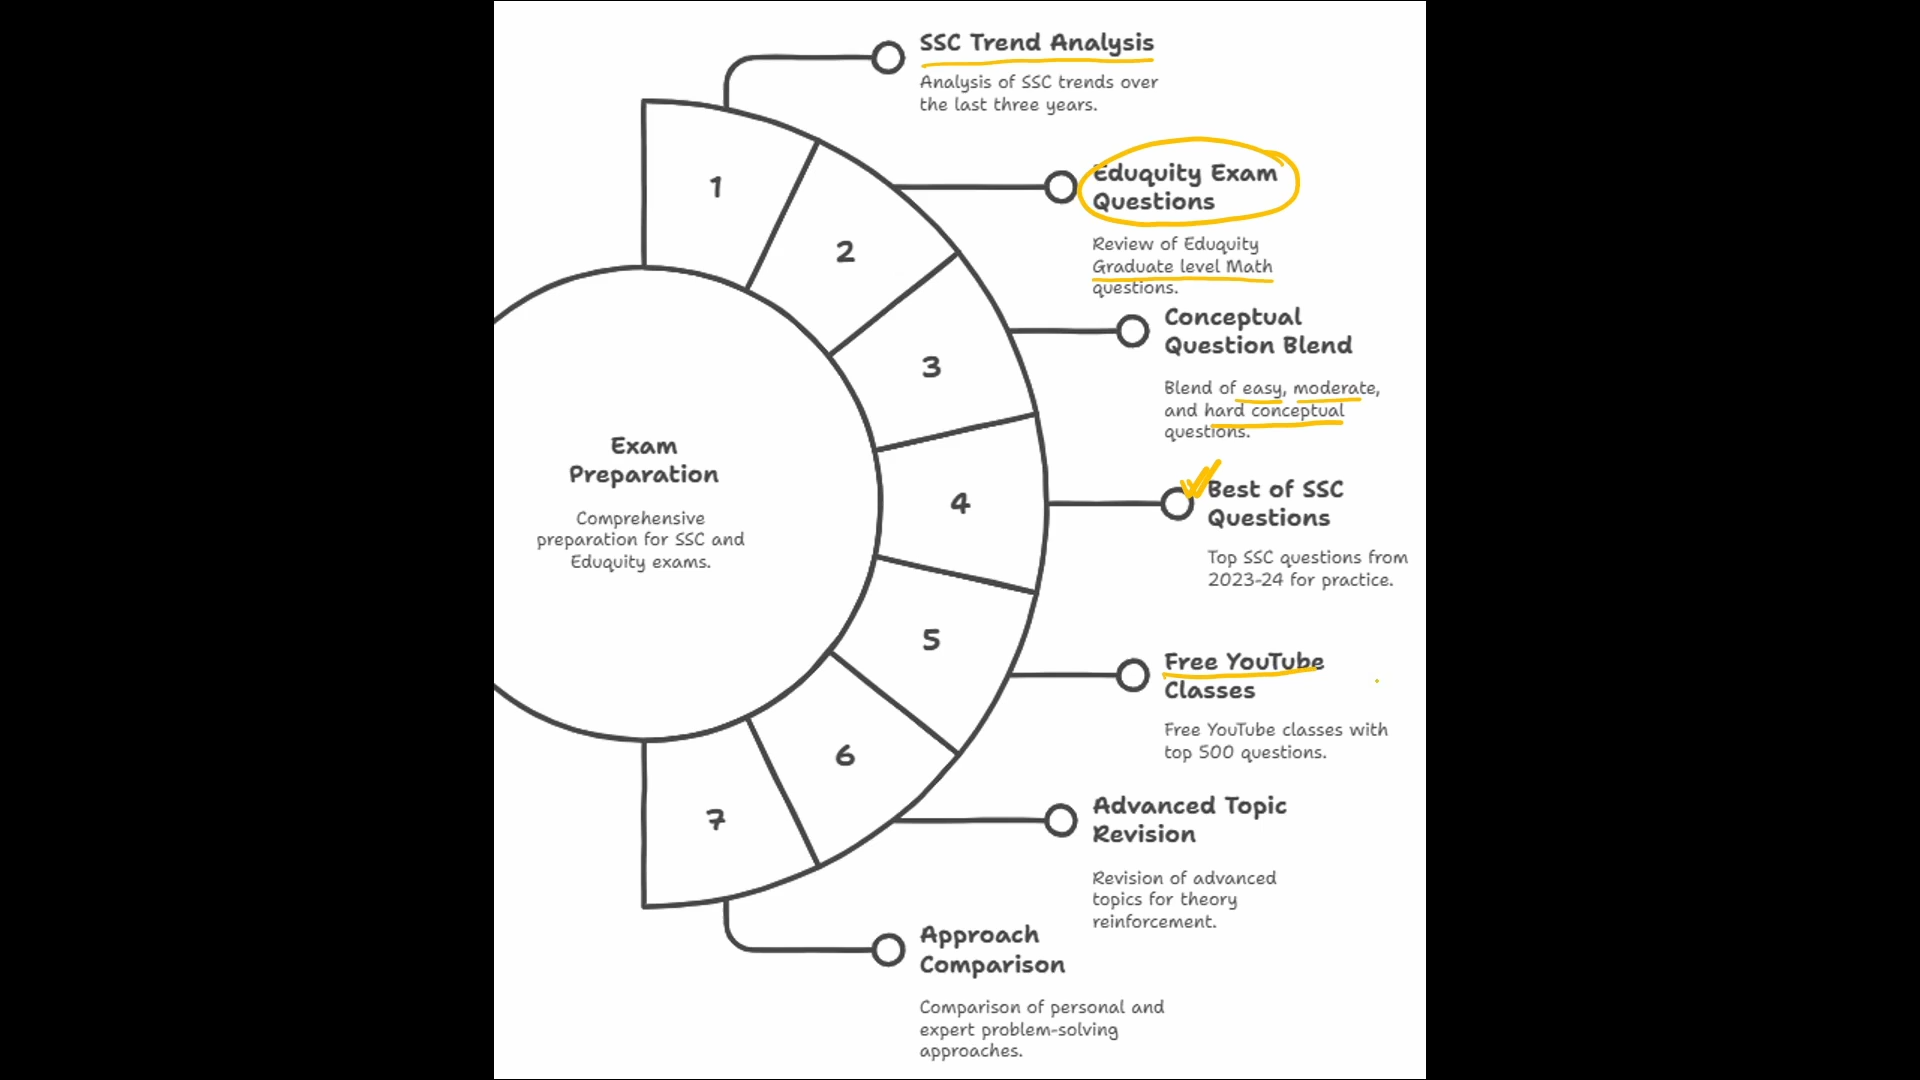 SSC Trend Analysis
Analysis of SSC trends over
the last three years.
1
Eduquity Exam
Questions
Review of Eduquity
Graduate level Math
questions.
2
Conceptual
Question Blend
Blend of easy, moderate,
and hard conceptual
questions.
3
Exam
Preparation
Comprehensive
preparation for SSC and
Eduquity exams.
4
Best of SSC
Questions
Top SSC questions from
2023-24 for practice.
5
Free YouTube
Classes
Free YouTube classes with
top 500 questions.
6
Advanced Topic
Revision
Revision of advanced
topics for theory
reinforcement.
7
Approach
Comparison
Comparison of personal and
expert problem-solving
approaches.